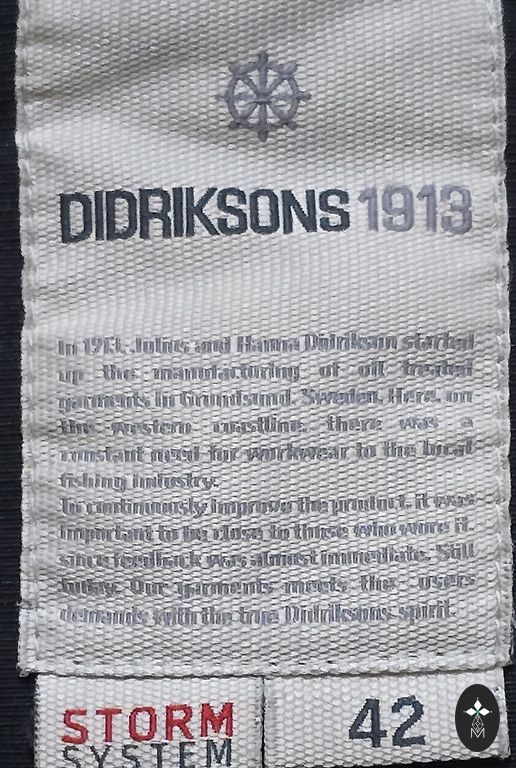 DIDRIKSONS 1913
In 1913, Julius and Hanna Didrikson started
up the manufacturing of oil treated
garments in Grundsund, Sweden. Here, on
the western coastline, there was a
constant need for workwear to the local
fishing industry.
To continuously improve the product, it was
important to be close to those who wore it,
since feedback was almost immediate. Still
today. Our garments meets the users
demands with the true Didriksons spirit.
STORM
SYSTEM
42
M